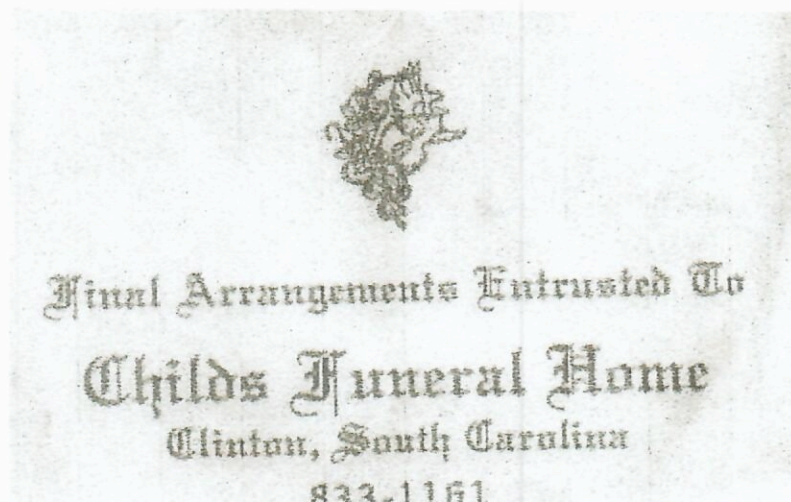 Final Arrangements Entrusted To
Childs Funeral Home
Clinton, South Carolina
833-1161